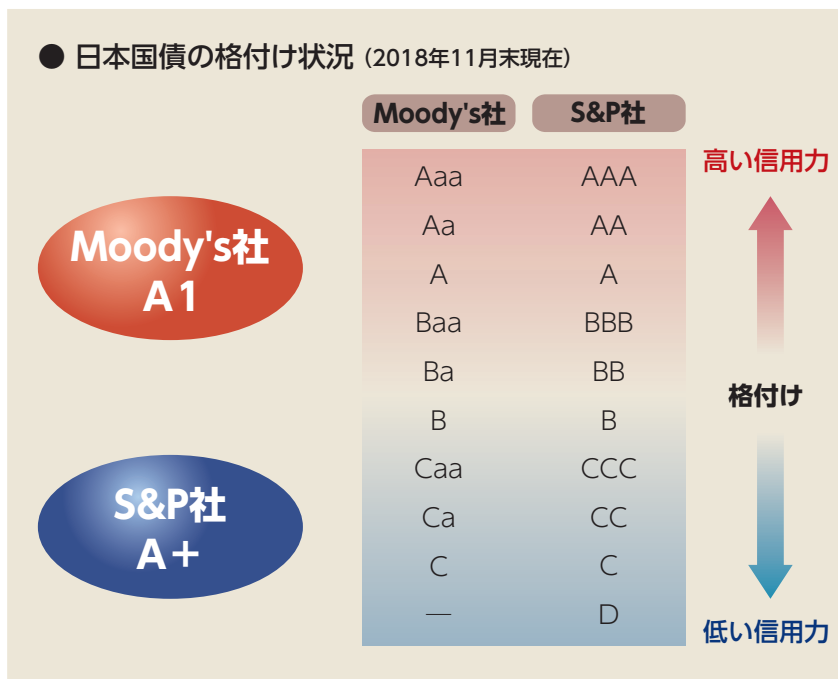 ● 日本国債の格付け状況（2018年11月末現在）
Moody's社 S&P社
高い信用力
Aaa AAA
Aa AA
Moody's社
A1
A A
Baa BBB
Ba BB
格付け
B B
Caa CCC
S&P社
A＋
Ca CC
C C
— D
低い信用力